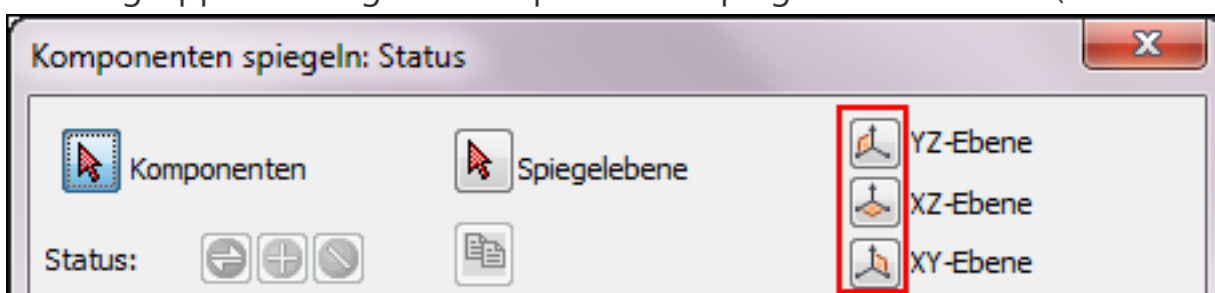 Komponenten spiegeln: Status
Komponenten
Spiegelebene
YZ-Ebene
XZ-Ebene
XY-Ebene
Status: